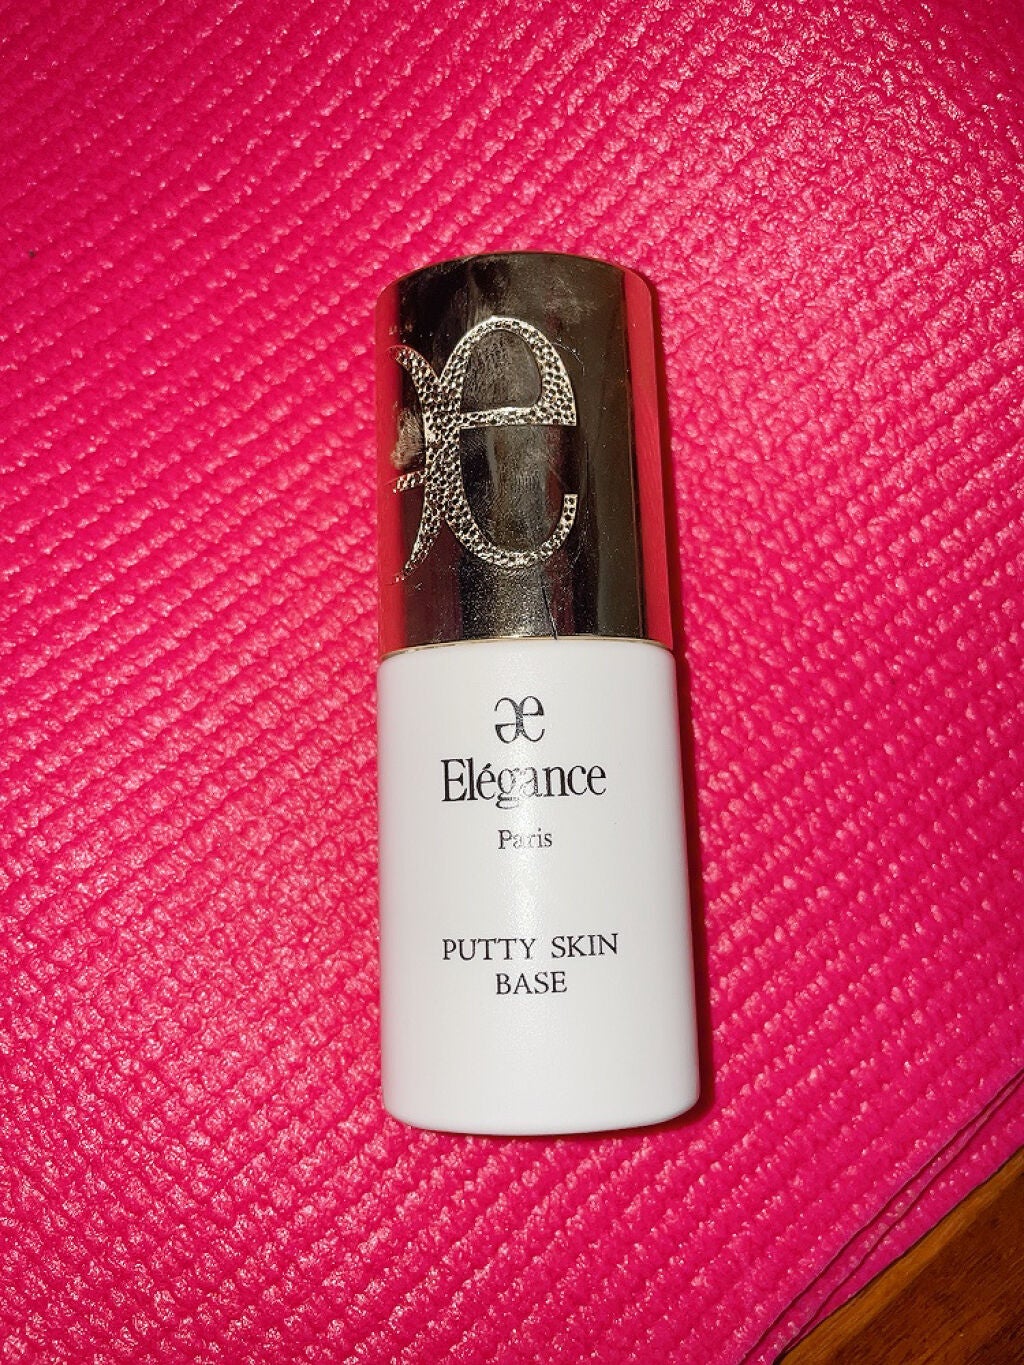 æ
Elégance
Paris
PUTTY SKIN
BASE